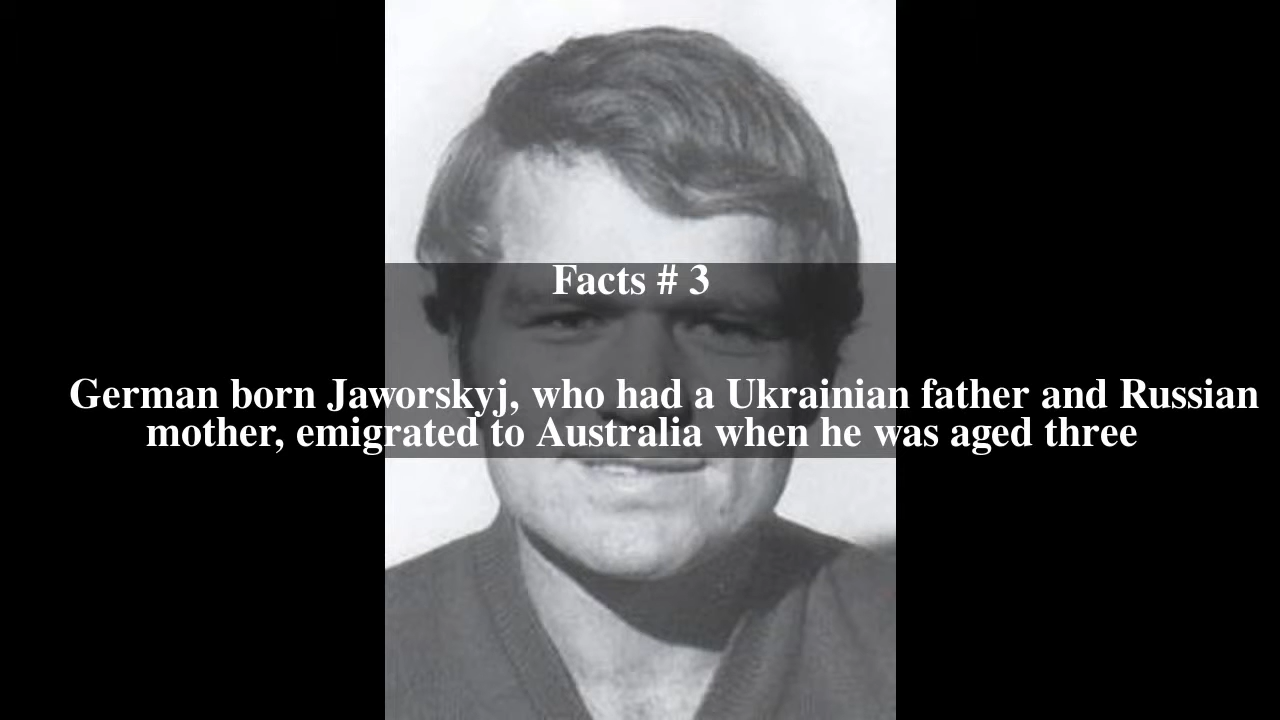 Facts # 3
German born Jaworskyj, who had a Ukrainian father and Russian
mother, emigrated to Australia when he was aged three